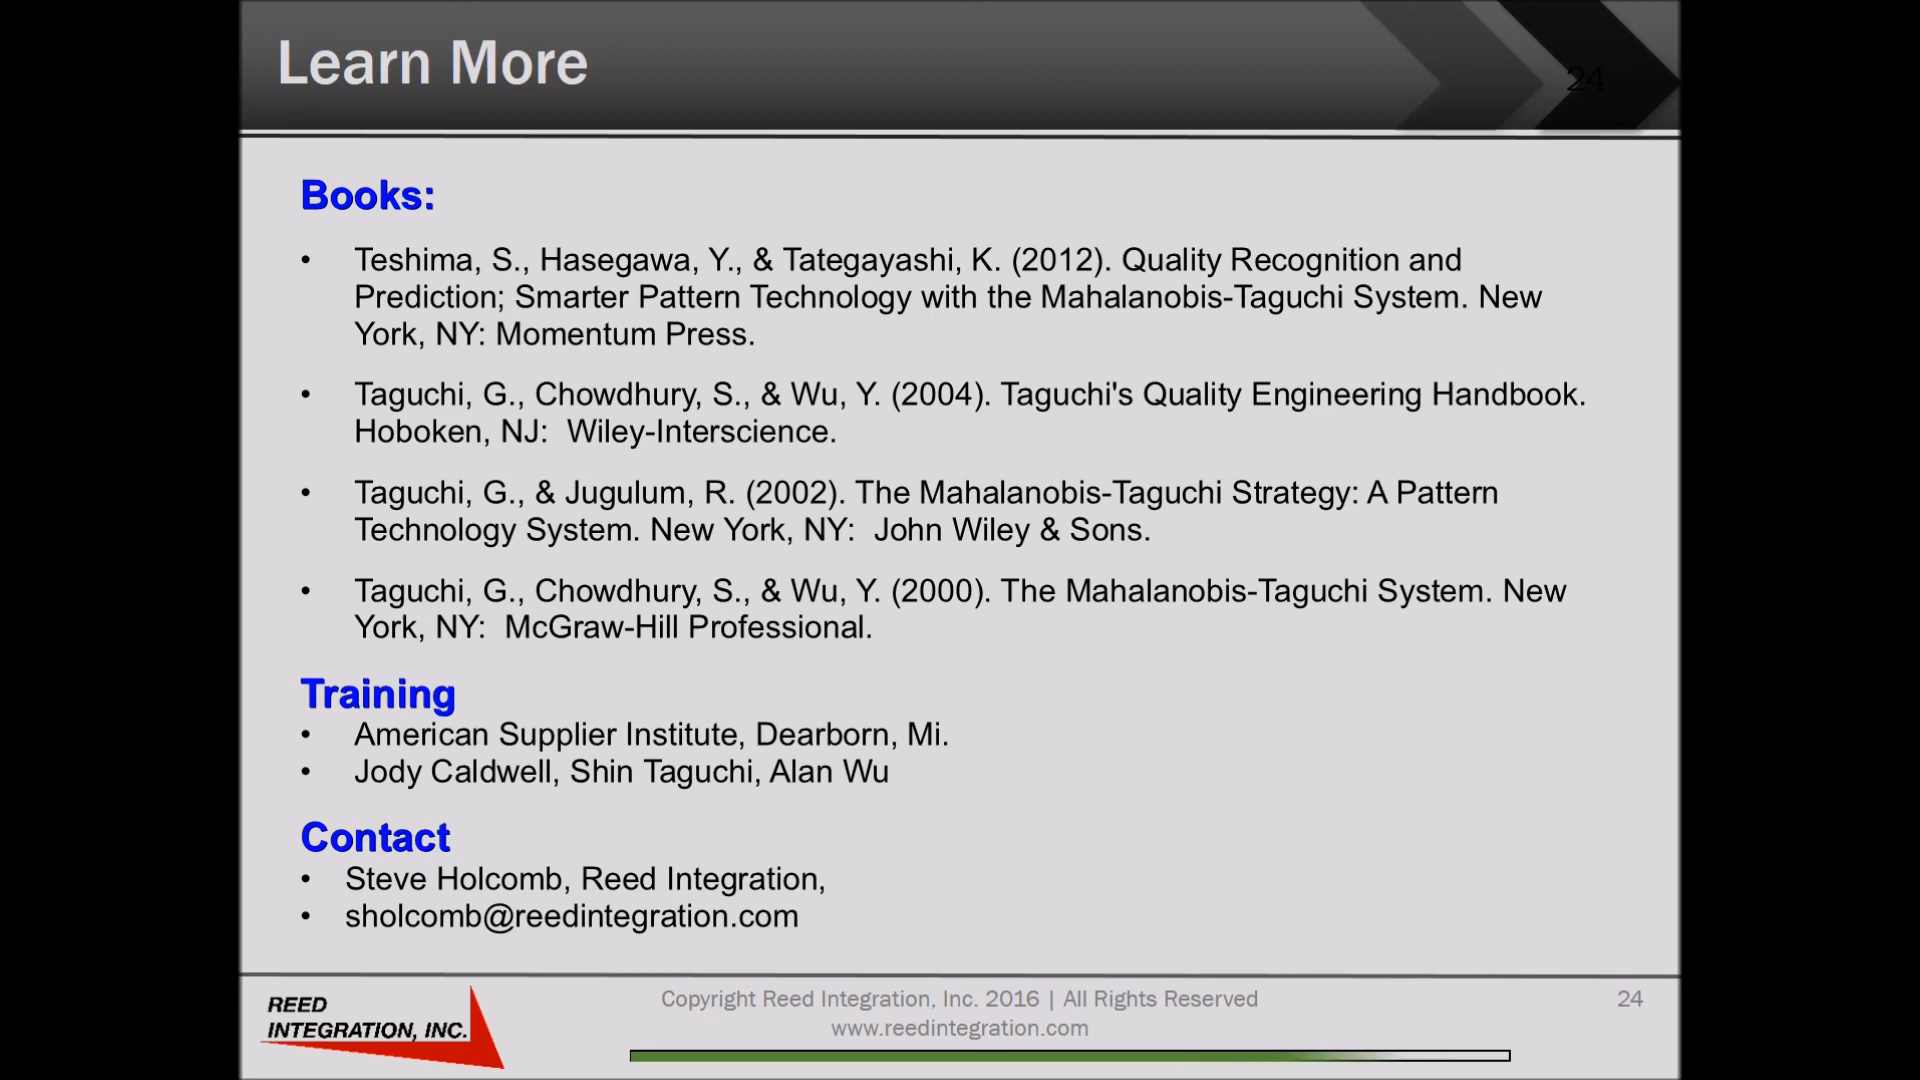 Learn More
24
Books:
• Teshima, S., Hasegawa, Y., & Tategayashi, K. (2012). Quality Recognition and
Prediction; Smarter Pattern Technology with the Mahalanobis-Taguchi System. New
York, NY: Momentum Press.
• Taguchi, G., Chowdhury, S., & Wu, Y. (2004). Taguchi's Quality Engineering Handbook.
Hoboken, NJ:  Wiley-Interscience.
• Taguchi, G., & Jugulum, R. (2002). The Mahalanobis-Taguchi Strategy: A Pattern
Technology System. New York, NY:  John Wiley & Sons.
• Taguchi, G., Chowdhury, S., & Wu, Y. (2000). The Mahalanobis-Taguchi System. New
York, NY:  McGraw-Hill Professional.
Training
• American Supplier Institute, Dearborn, Mi.
• Jody Caldwell, Shin Taguchi, Alan Wu
Contact
• Steve Holcomb, Reed Integration,
• sholcomb@reedintegration.com
REED
INTEGRATION, INC.
Copyright Reed Integration, Inc. 2016 | All Rights Reserved
www.reedintegration.com
24